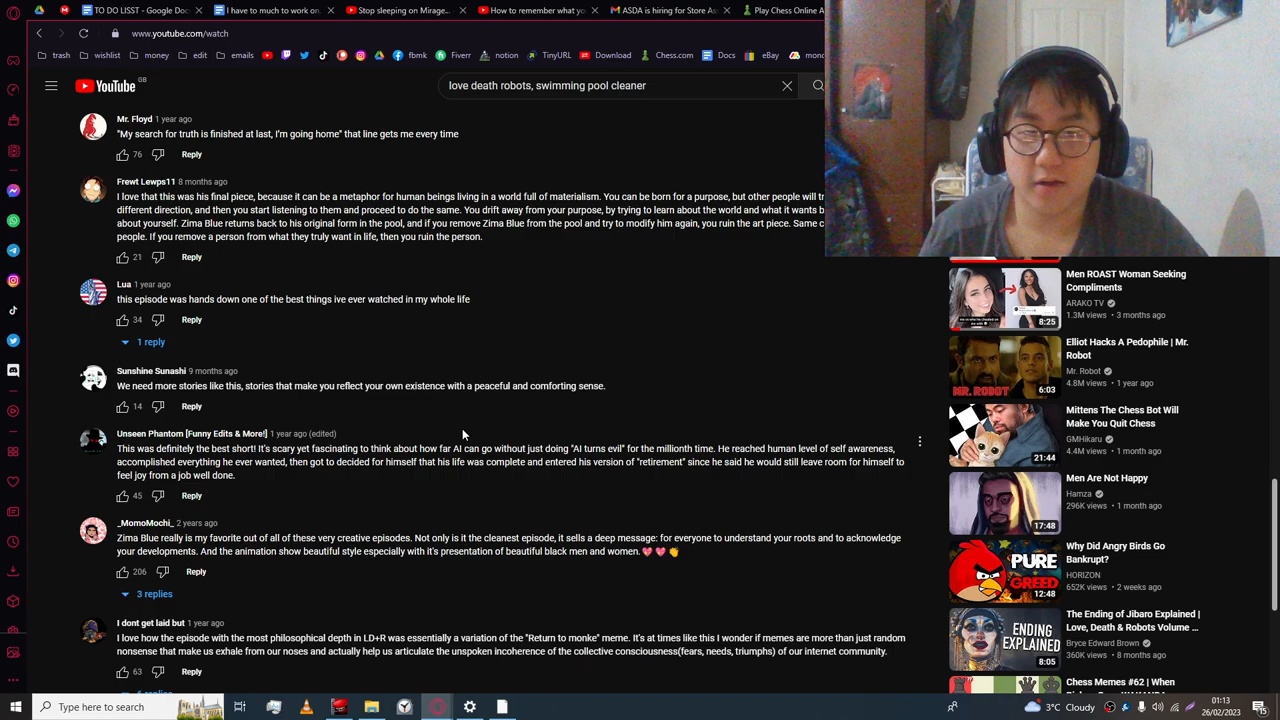 TO DO LISST - Google Doc
I have to much to work on.
Stop sleeping on Mirage
How to remember what yo
ASDA is hiring for Store As
Play Chess Online
www.youtube.com/watch
trash
wishlist
money
edit
emails
fbmk
Fiverr
notion
TinyURL
Download
Chess.com
Docs
eBay
mon
YouTube GB
love death robots, swimming pool cleaner
Mr. Floyd 1 year ago
"My search for truth is finished at last, I'm going home" that line gets me every time
76 Reply
Frewt Lewps11 8 months ago
I love that this was his final piece, because it can be a metaphor for human beings living in a world full of materialism. You can be born for a purpose, but other people will
different direction, and then you start listening to them and proceed to do the same. You drift away from your purpose, by trying to learn about the world and what it wants
about yourself. Zima Blue returns back to his original form in the pool, and if you remove Zima Blue from the pool and try to modify him again, you ruin the art piece. Same
people. If you remove a person from what they truly want in life, then you ruin the person.
21 Reply
Lua 1 year ago
this episode was hands down one of the best things ive ever watched in my whole life
34 Reply
1 reply
Sunshine Sunashi 9 months ago
We need more stories like this, stories that make you reflect your own existence with a peaceful and comforting sense.
14 Reply
Unseen Phantom [Funny Edits & More!] 1 year ago (edited)
This was definitely the best short! It's scary yet fascinating to think about how far AI can go without just doing "AI turns evil" for the millionth time. He reached human level of self awareness,
accomplished everything he ever wanted, then got to decided for himself that his life was complete and entered his version of "retirement" since he said he would still leave room for himself to
feel joy from a job well done.
45 Reply
_MomoMochi_ 2 years ago
Zima Blue really is my favorite out of all of these very creative episodes. Not only is it the cleanest episode, it sells a deep message: for everyone to understand your roots and to acknowledge
your developments. And the animation show beautiful style especially with it's presentation of beautiful black men and women.💖💖👏
206 Reply
3 replies
I dont get laid but 1 year ago
I love how the episode with the most philosophical depth in LD+R was essentially a variation of the "Return to monke" meme. It's at times like this I wonder if memes are more than just random
nonsense that make us exhale from our noses and actually help us articulate the unspoken incoherence of the collective consciousness(fears, needs, triumphs) of our internet community.
63 Reply
8:25
Men ROAST Woman Seeking
Compliments
ARAKO TV
1.3M views • 3 months ago
MR. ROBOT
6:03
Elliot Hacks A Pedophile | Mr.
Robot
Mr. Robot
4.8M views • 1 year ago
21:44
Mittens The Chess Bot Will
Make You Quit Chess
GMHikaru
4.4M views • 1 month ago
17:48
Men Are Not Happy
Hamza
296K views • 1 month ago
PURE
GREED
12:48
Why Did Angry Birds Go
Bankrupt?
HORIZON
652K views • 2 weeks ago
ENDING
EXPLAINED
8:05
The Ending of Jibaro Explained |
Love, Death & Robots Volume ...
Bryce Edward Brown
360K views • 8 months ago
Chess Memes #62 | When
Type here to search
3°C Cloudy
01:13
26/02/2023
15